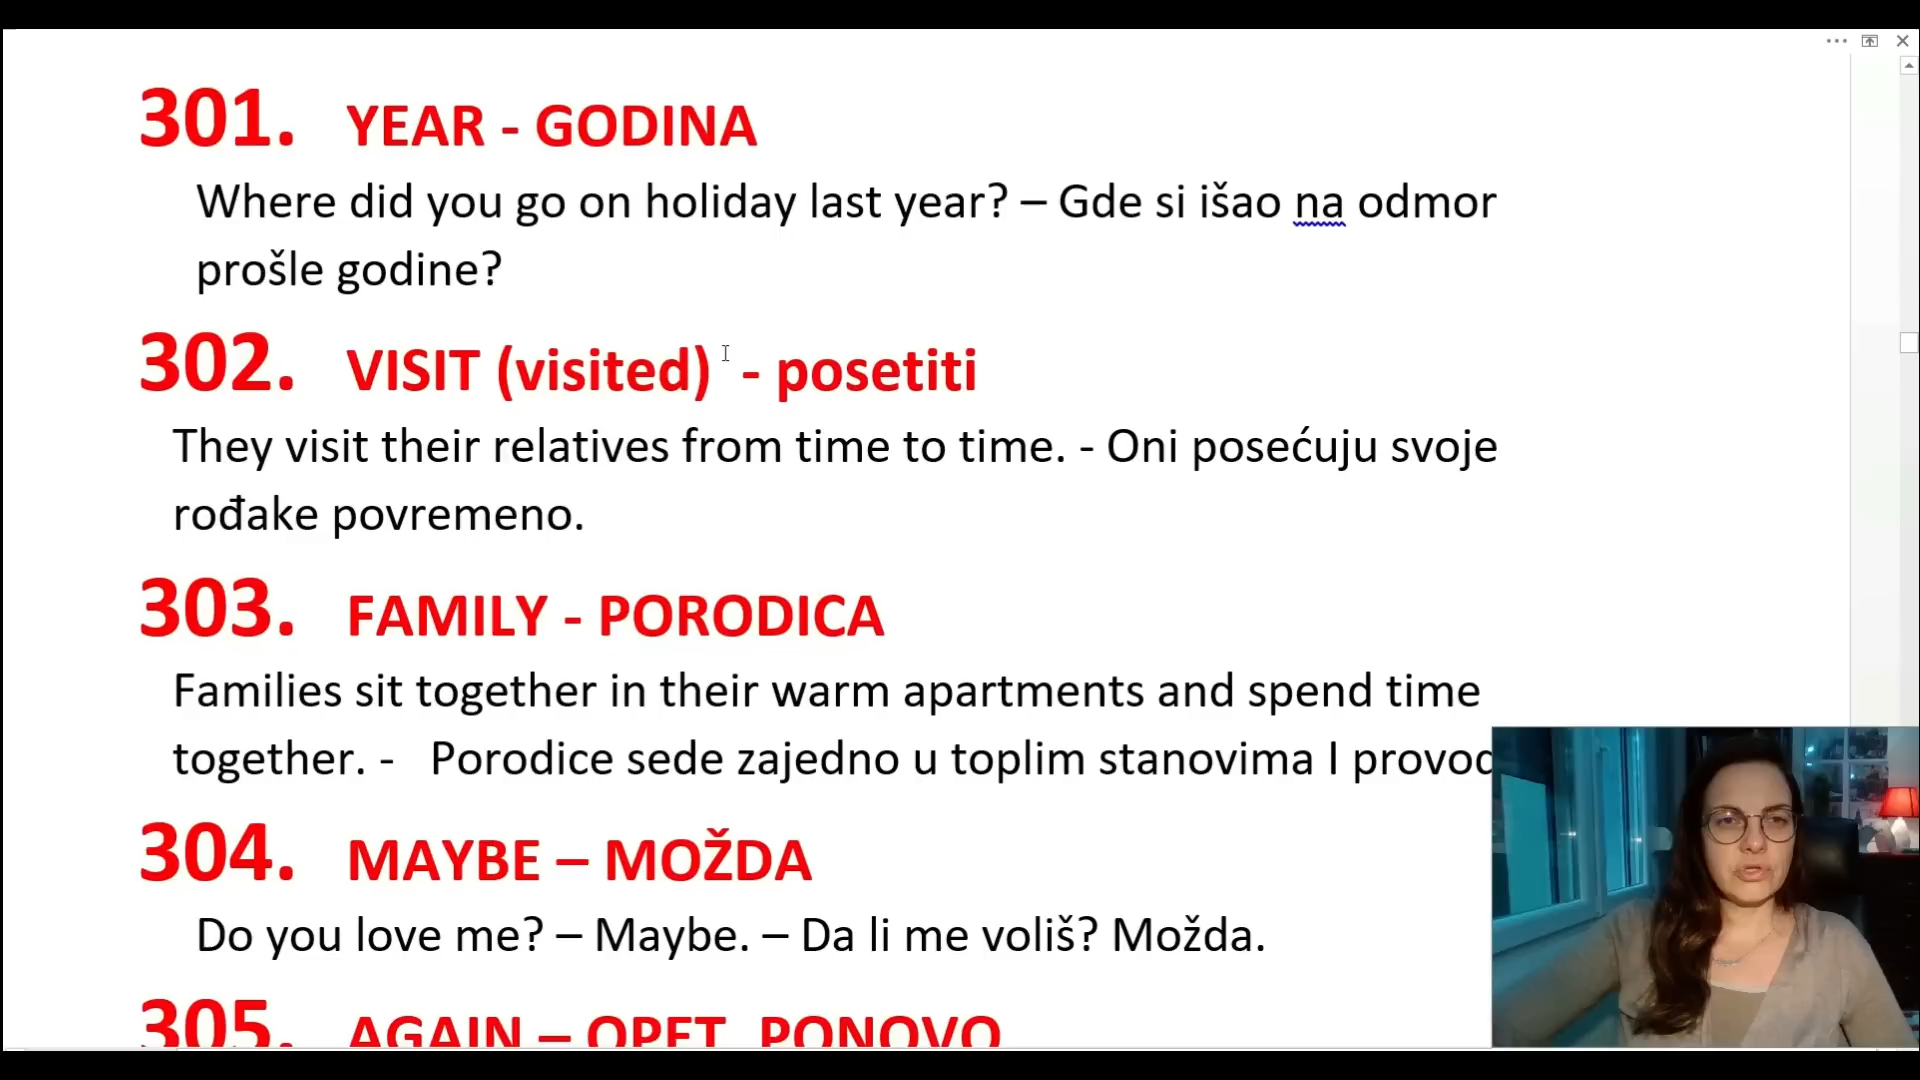 301. YEAR - GODINA
Where did you go on holiday last year? – Gde si išao na odmor
prošle godine?
302. VISIT (visited) - posetiti
They visit their relatives from time to time. - Oni posećuju svoje
rođake povremeno.
303. FAMILY - PORODICA
Families sit together in their warm apartments and spend time
together. - Porodice sede zajedno u toplim stanovima I provod
304. MAYBE – MOŽDA
Do you love me? – Maybe. – Da li me voliš? Možda.
305. AGAIN – OPET PONOVO